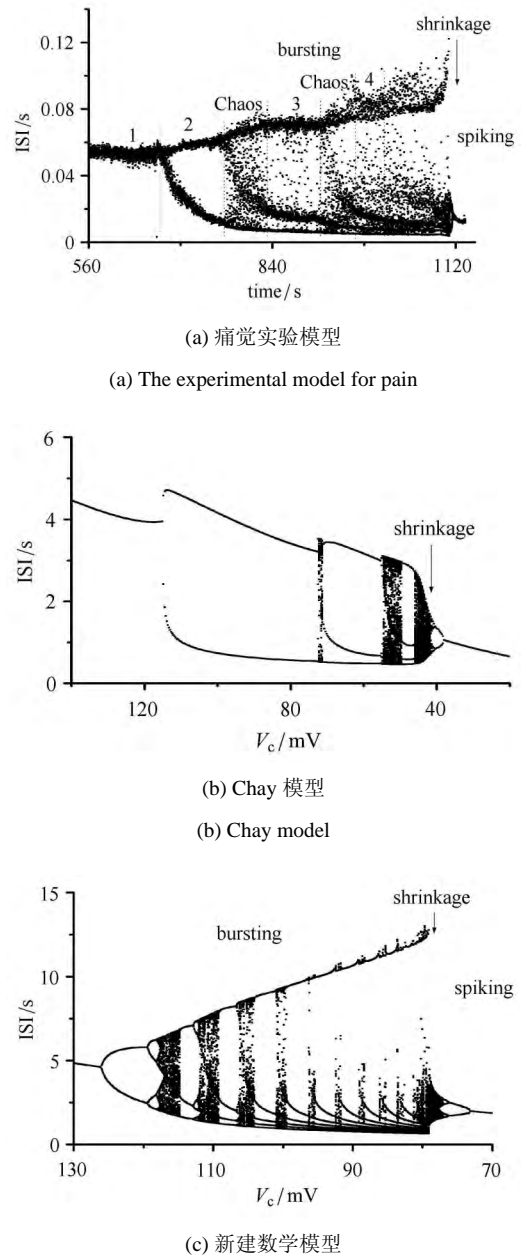 shrinkage
0.12
bursting
Chaos
Chaos
4
0.08
1
2
3
ISI/s
spiking
0.04
0
560
840
1120
time/s
(a) 痛觉实验模型
(a) The experimental model for pain
6
shrinkage
4
ISI/s
2
0
120
80
40
Vc/mV
(b) Chay 模型
(b) Chay model
15
shrinkage
bursting
10
spiking
ISI/s
5
0
130
110
90
70
Vc/mV
(c) 新建数学模型